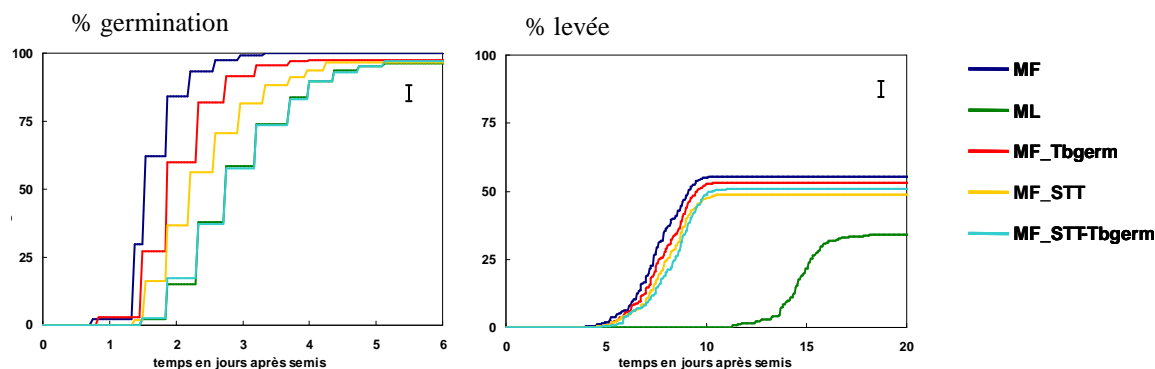 % germination
100
75
50
25
0
0 1 2 3 4 5 6
temps en jours après semis
% levée
100
75
50
25
0
0 5 10 15 20
temps en jours après semis
MF
ML
MF_Tbgerm
MF_STT
MF_STT-Tbgerm